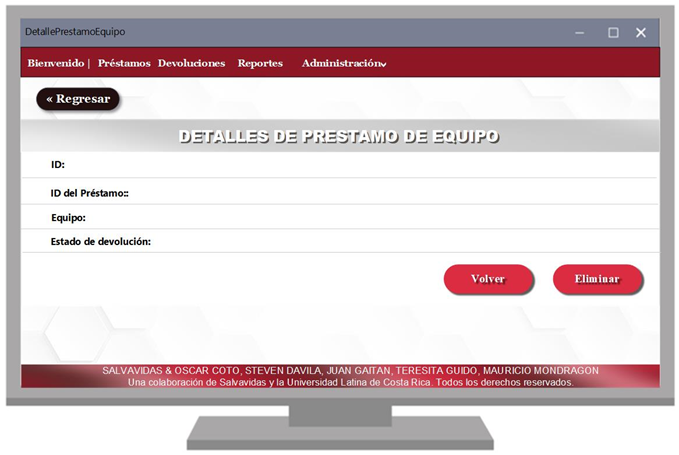 DetallePrestamoEquipo
Bienvenido | Préstamos Devoluciones Reportes Administración
« Regresar
DETALLES DE PRESTAMO DE EQUIPO
ID:
ID del Préstamo::
Equipo:
Estado de devolución:
Volver Eliminar
SALVAVIDAS & OSCAR COTO, STEVEN DAVILA, JUAN GAITAN, TERESITA GUIDO, MAURICIO MONDRAGON
Una colaboración de Salvavidas y la Universidad Latina de Costa Rica. Todos los derechos reservados.